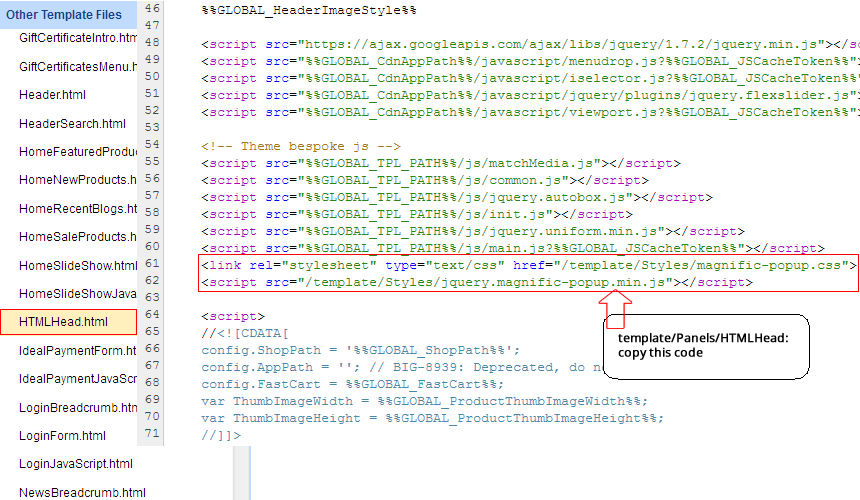 Other Template Files
GiftCertificateIntro.htm
GiftCertificatesMenu.h
Header.html
HeaderSearch.html
HomeFeaturedProduc
HomeNewProducts.h
HomeRecentBlogs.ht
HomeSaleProducts.h
HomeSlideShow.html
HomeSlideShowJava
HTMLHead.html
IdealPaymentForm.ht
IdealPaymentJavaScr
LoginBreadcrumb.htn
LoginForm.html
LoginJavaScript.html
NewsBreadcrumb.html
46 %%GLOBAL_HeaderImageStyle%%
47
48 <script src="https://ajax.googleapis.com/ajax/libs/jquery/1.7.2/jquery.min.js"></s
49 <script src="%%GLOBAL_CdnAppPath%%/javascript/menudrop.js?%%GLOBAL_JSCacheToken%%"
50 <script src="%%GLOBAL_CdnAppPath%%/javascript/iselector.js?%%GLOBAL_JSCacheToken%%
51 <script src="%%GLOBAL_CdnAppPath%%/javascript/jquery/plugins/jquery.flexslider.js"
52 <script src="%%GLOBAL_CdnAppPath%%/javascript/viewport.js?%%GLOBAL_JSCacheToken%%"
53
54 <!-- Theme bespoke js -->
55 <script src="%%GLOBAL_TPL_PATH%%/js/matchMedia.js"></script>
56 <script src="%%GLOBAL_TPL_PATH%%/js/common.js"></script>
57 <script src="%%GLOBAL_TPL_PATH%%/js/jquery.autobox.js"></script>
58 <script src="%%GLOBAL_TPL_PATH%%/js/init.js"></script>
59 <script src="%%GLOBAL_TPL_PATH%%/js/jquery.uniform.min.js"></script>
60 <script src="%%GLOBAL_TPL_PATH%%/js/main.js?%%GLOBAL_JSCacheToken%%"></script>
61 <link rel="stylesheet" type="text/css" href="/template/Styles/magnific-popup.css">
62 <script src="/template/Styles/jquery.magnific-popup.min.js"></script>
63
64 <script>
65 //<![CDATA[
66 config.ShopPath = '%%GLOBAL_ShopPath%%';
67 config.AppPath = ''; // BIG-8939: Deprecated, do n
68 config.FastCart = %%GLOBAL_FastCart%%;
69 var ThumbImageWidth = %%GLOBAL_ProductThumbImageWidth%%;
70 var ThumbImageHeight = %%GLOBAL_ProductThumbImageHeight%%;
71 //]]>
template/Panels/HTMLHead:
copy this code